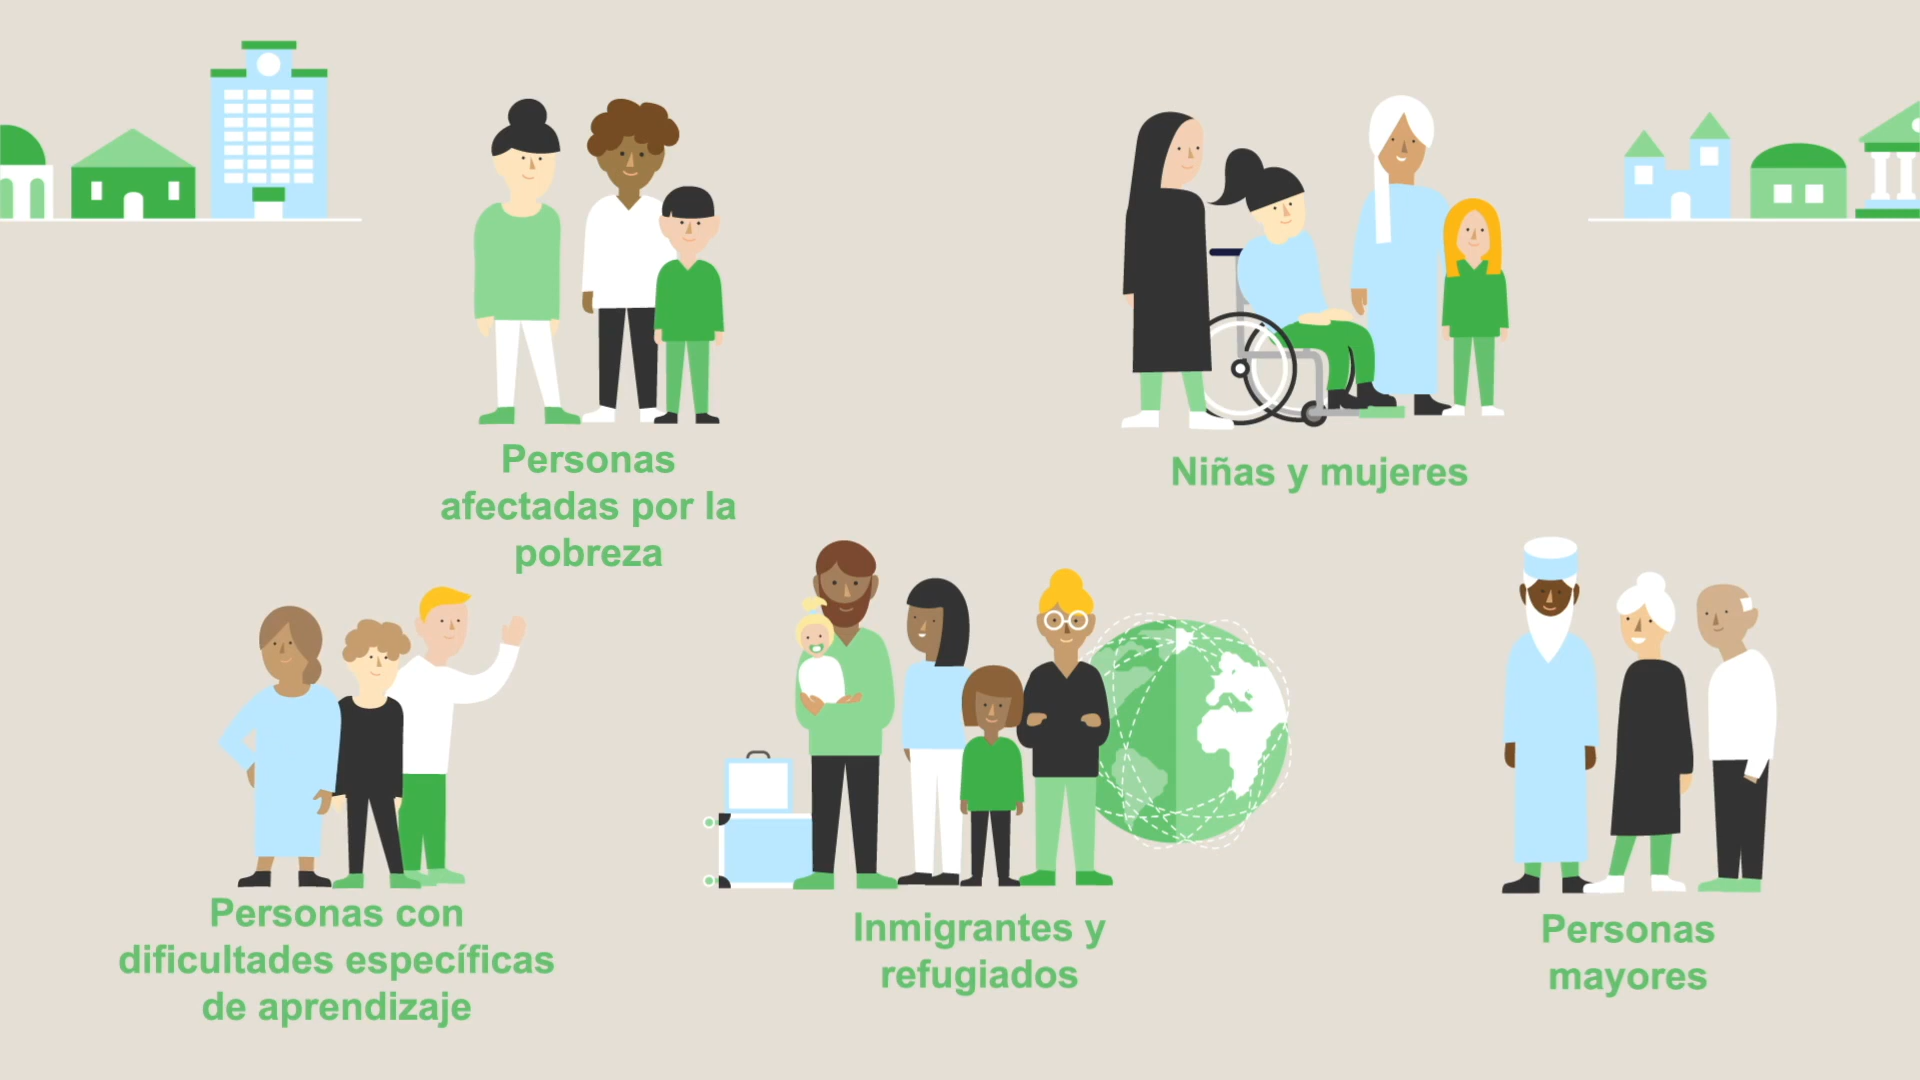 Personas
afectadas por la
pobreza
Niñas y mujeres
Personas con
dificultades específicas
de aprendizaje
Inmigrantes y
refugiados
Personas
mayores